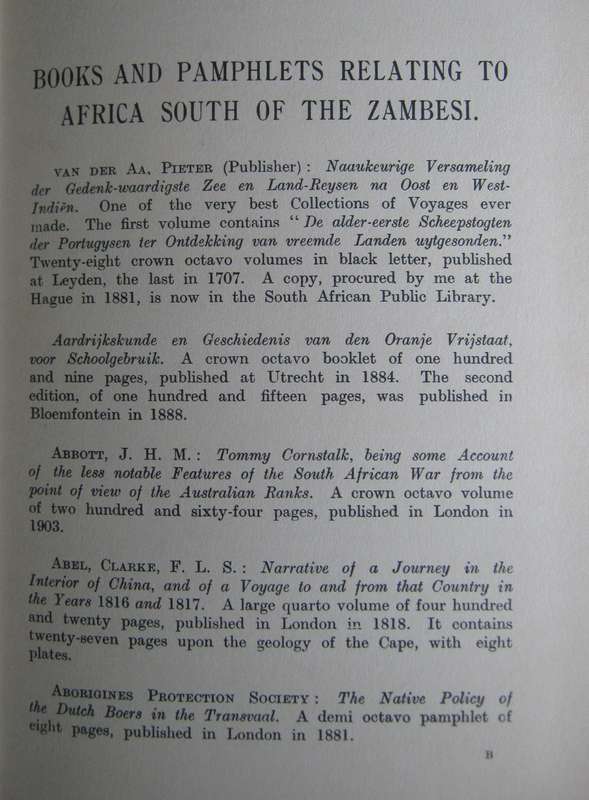 BOOKS AND PAMPHLETS RELATING TO
AFRICA SOUTH OF THE ZAMBESI.
VAN DER AA, PIETER (Publisher): Naaukeurige Versameling
der Gedenk-waardigste Zee en Land-Reysen na Oost en West-
Indiën. One of the very best Collections of Voyages ever
made. The first volume contains "De alder-eerste Scheepstogten
der Portugysen ter Ontdekking van vreemde Landen uytgesonden."
Twenty-eight crown octavo volumes in black letter, published
at Leyden, the last in 1707. A copy, procured by me at the
Hague in 1881, is now in the South African Public Library.
Aardrijkskunde en Geschiedenis van den Oranje Vrijstaat,
voor Schoolgebruik. A crown octavo booklet of one hundred
and nine pages, published at Utrecht in 1884. The second
edition, of one hundred and fifteen pages, was published in
Bloemfontein in 1888.
ABBOTT, J. H. M.: Tommy Cornstalk, being some Account
of the less notable Features of the South African War from the
point of view of the Australian Ranks. A crown octavo volume
of two hundred and sixty-four pages, published in London in
1903.
ABEL, CLARKE, F. L. S.: Narrative of a Journey in the
Interior of China, and of a Voyage to and from that Country in
the Years 1816 and 1817. A large quarto volume of four hundred
and twenty pages, published in London in 1818. It contains
twenty-seven pages upon the geology of the Cape, with eight
plates.
ABORIGINES PROTECTION SOCIETY: The Native Policy of
the Dutch Boers in the Transvaal. A demi octavo pamphlet of
eight pages, published in London in 1881.
B